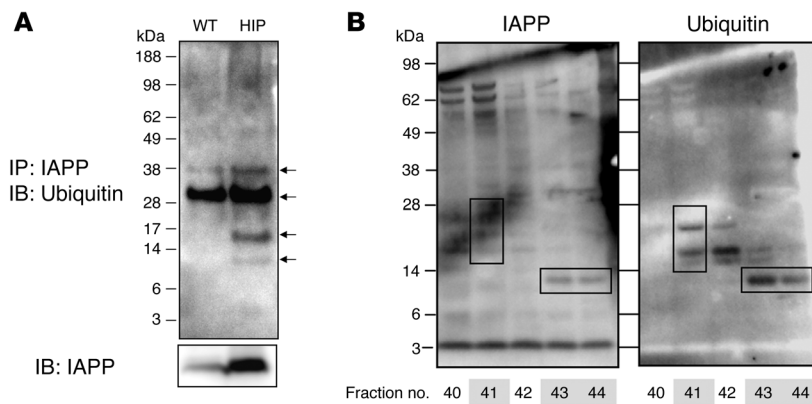 A
WT HIP
kDa
188
98
62
49
38
28
17
14
6
3
IP: IAPP
IB: Ubiquitin
IB: IAPP
B
IAPP Ubiquitin
kDa
98
62
49
38
28
14
6
3
Fraction no. 40 41 42 43 44 40 41 42 43 44